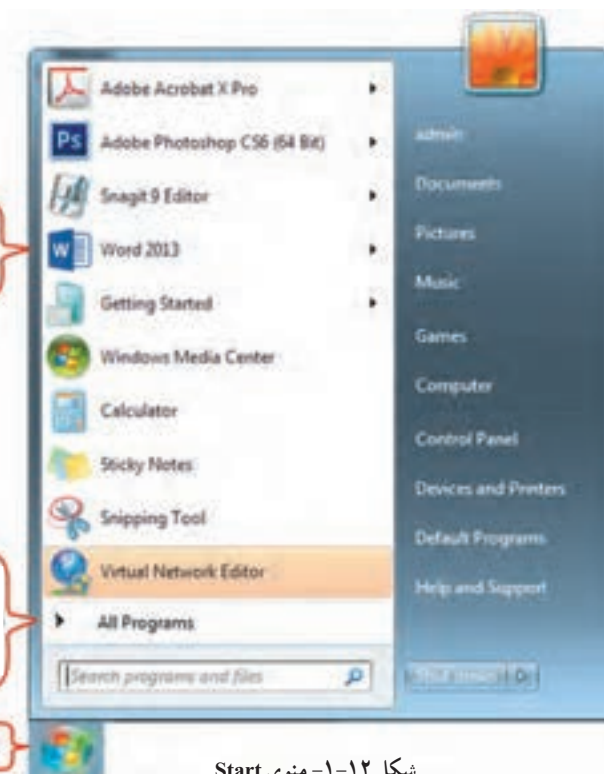 Adobe Acrobat X Pro
Adobe Photoshop CS6 (64 Bit)
Snagit 9 Editor
Word 2013
Getting Started
Windows Media Center
Calculator
Sticky Notes
Snipping Tool
Virtual Network Editor
All Programs
Search programs and files
admin
Documents
Pictures
Music
Games
Computer
Control Panel
Devices and Printers
Default Programs
Help and Support
شکل ۱۲-۱- منوی Start